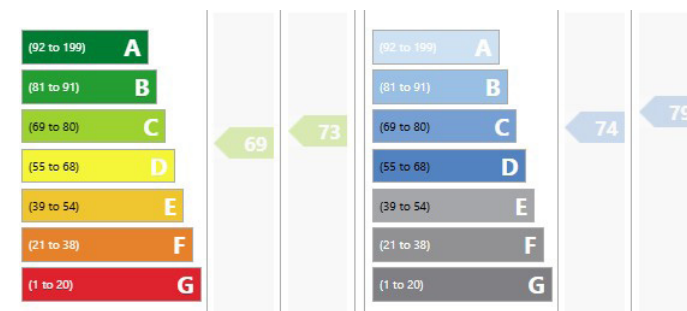 (92 to 199) A
(81 to 91) B
(69 to 80) C
(55 to 68) D
(39 to 54) E
(21 to 38) F
(1 to 20) G
69
73
(92 to 199) A
(81 to 91) B
(69 to 80) C
(55 to 68) D
(39 to 54) E
(21 to 38) F
(1 to 20) G
74
79